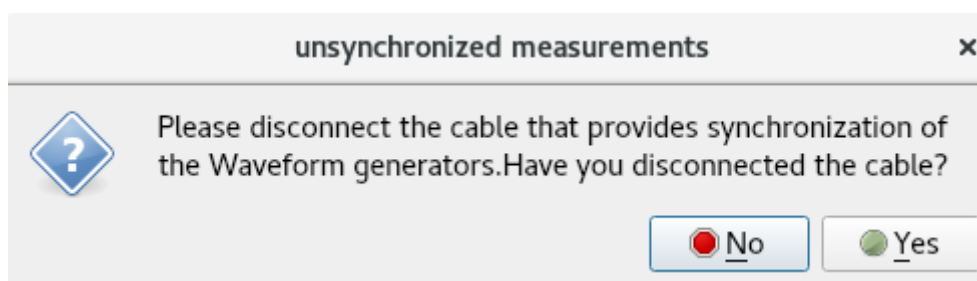 unsynchronized measurements
Please disconnect the cable that provides synchronization of
the Waveform generators.Have you disconnected the cable?
No
Yes